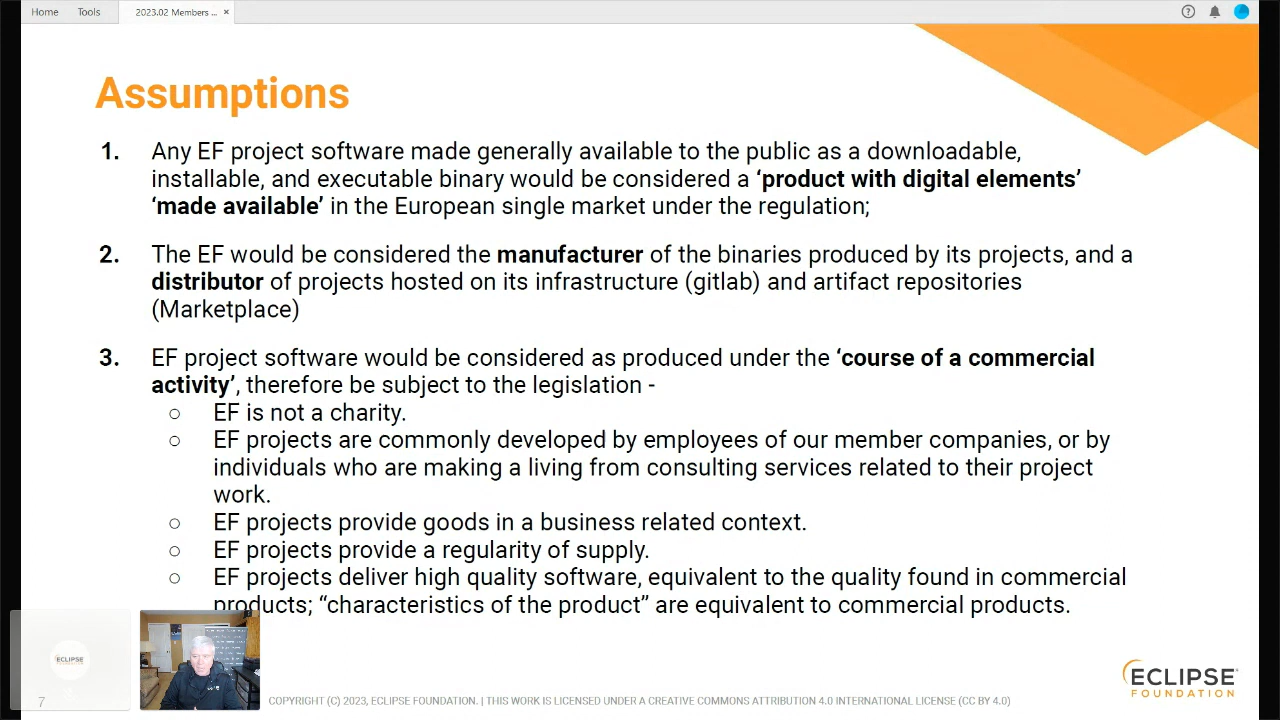 Home Tools 2023.02 Members ... ×
Assumptions
1. Any EF project software made generally available to the public as a downloadable,
installable, and executable binary would be considered a ‘product with digital elements’
‘made available’ in the European single market under the regulation;
2. The EF would be considered the manufacturer of the binaries produced by its projects, and a
distributor of projects hosted on its infrastructure (gitlab) and artifact repositories
(Marketplace)
3. EF project software would be considered as produced under the ‘course of a commercial
activity’, therefore be subject to the legislation -
○ EF is not a charity.
○ EF projects are commonly developed by employees of our member companies, or by
individuals who are making a living from consulting services related to their project
work.
○ EF projects provide goods in a business related context.
○ EF projects provide a regularity of supply.
○ EF projects deliver high quality software, equivalent to the quality found in commercial
products; “characteristics of the product” are equivalent to commercial products.
ECLIPSE
FOUNDATION
ECLIPSE
FOUNDATION
7
COPYRIGHT (C) 2023, ECLIPSE FOUNDATION. | THIS WORK IS LICENSED UNDER A CREATIVE COMMONS ATTRIBUTION 4.0 INTERNATIONAL LICENSE (CC BY 4.0)